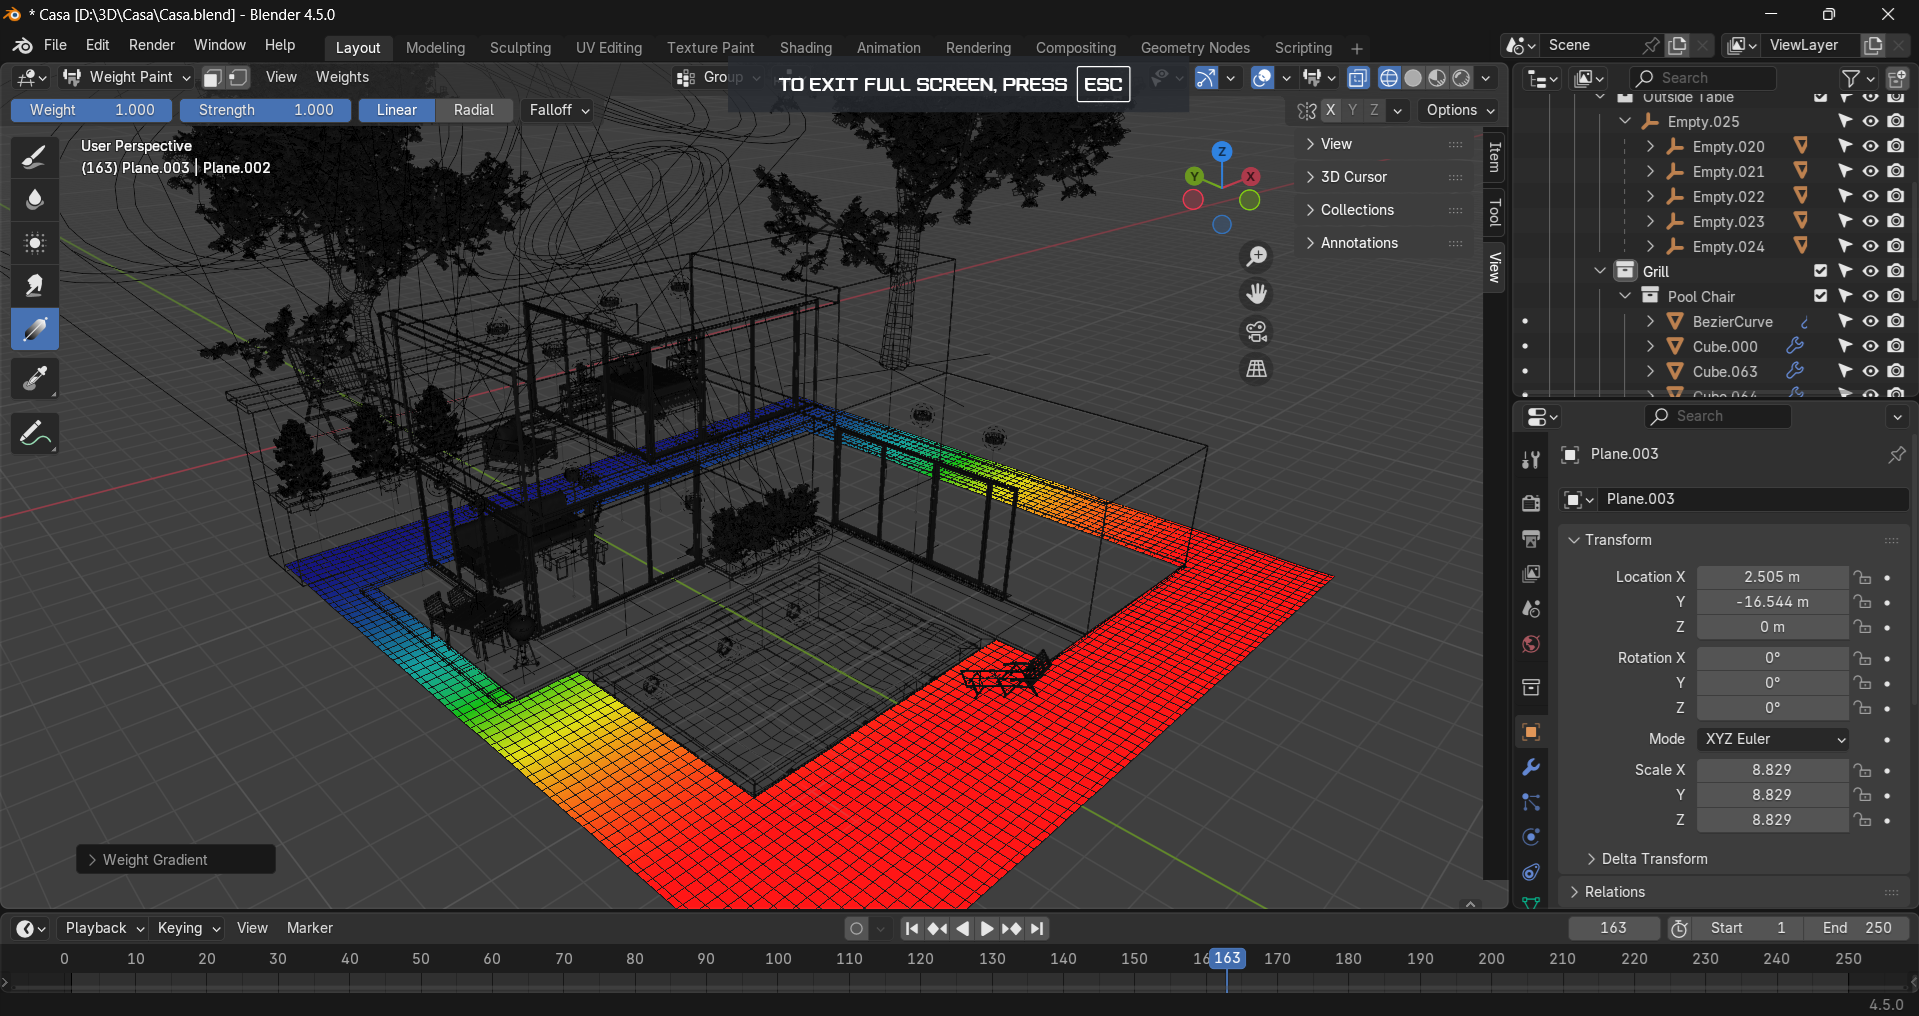 * Casa [D:\3D\Casa\Casa.blend] - Blender 4.5.0
File Edit Render Window Help Layout Modeling Sculpting UV Editing Texture Paint Shading Animation Rendering Compositing Geometry Nodes Scripting + Scene ViewLayer
Weight Paint View Weights Group TO EXIT FULL SCREEN, PRESS ESC Search
Weight 1.000 Strength 1.000 Linear Radial Falloff X Y Z Options
User Perspective
(163) Plane.003 | Plane.002
Z
Y
X
View
3D Cursor
Collections
Annotations
Item
Tool
View
Outside Table
Empty.025
Empty.020
Empty.021
Empty.022
Empty.023
Empty.024
Grill
Pool Chair
BezierCurve
Cube.000
Cube.063
Cube.064
Search
Plane.003
Plane.003
Transform
Location X 2.505 m
Y -16.544 m
Z 0 m
Rotation X 0°
Y 0°
Z 0°
Mode XYZ Euler
Scale X 8.829
Y 8.829
Z 8.829
Delta Transform
Relations
Weight Gradient
Playback Keying View Marker 163 Start 1 End 250
0 10 20 30 40 50 60 70 80 90 100 110 120 130 140 150 163 170 180 190 200 210 220 230 240 250
4.5.0